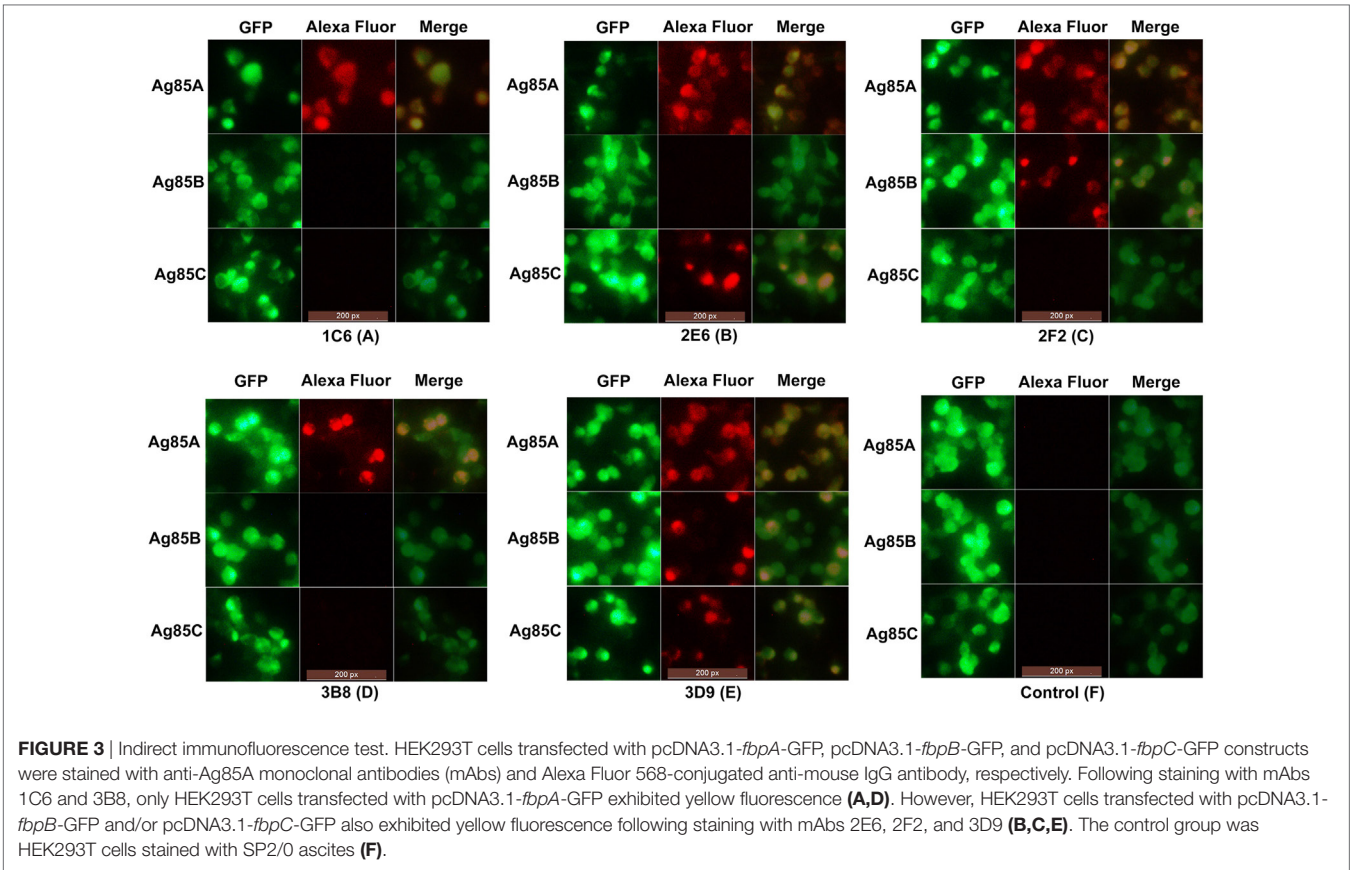 GFP Alexa Fluor Merge
Ag85A
Ag85B
Ag85C
200 px
1C6 (A)
GFP Alexa Fluor Merge
Ag85A
Ag85B
Ag85C
200 px
2E6 (B)
GFP Alexa Fluor Merge
Ag85A
Ag85B
Ag85C
200 px
2F2 (C)
GFP Alexa Fluor Merge
Ag85A
Ag85B
Ag85C
200 px
3B8 (D)
GFP Alexa Fluor Merge
Ag85A
Ag85B
Ag85C
200 px
3D9 (E)
GFP Alexa Fluor Merge
Ag85A
Ag85B
Ag85C
200 px
Control (F)
FIGURE 3 | Indirect immunofluorescence test. HEK293T cells transfected with pcDNA3.1-fbpA-GFP, pcDNA3.1-fbpB-GFP, and pcDNA3.1-fbpC-GFP constructs
were stained with anti-Ag85A monoclonal antibodies (mAbs) and Alexa Fluor 568-conjugated anti-mouse IgG antibody, respectively. Following staining with mAbs
1C6 and 3B8, only HEK293T cells transfected with pcDNA3.1-fbpA-GFP exhibited yellow fluorescence (A,D). However, HEK293T cells transfected with pcDNA3.1-
fbpB-GFP and/or pcDNA3.1-fbpC-GFP also exhibited yellow fluorescence following staining with mAbs 2E6, 2F2, and 3D9 (B,C,E). The control group was
HEK293T cells stained with SP2/0 ascites (F).